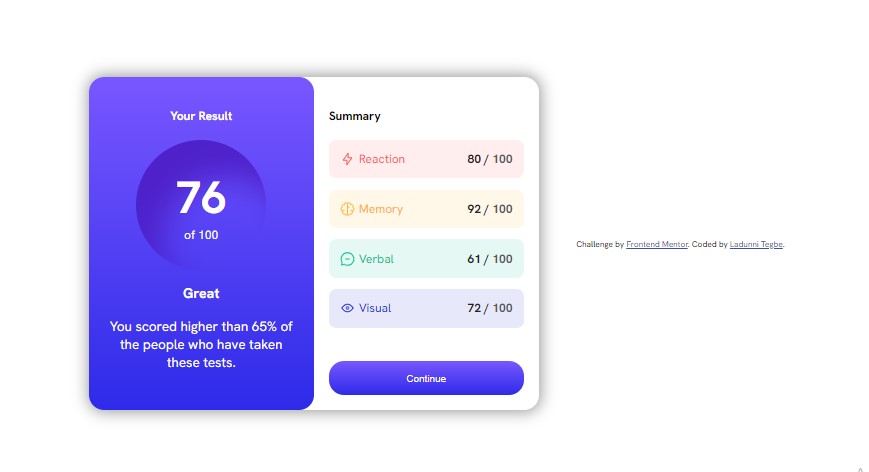 Your Result
76
of 100
Great
You scored higher than 65% of
the people who have taken
these tests.
Summary
Reaction 80 / 100
Memory 92 / 100
Verbal 61 / 100
Visual 72 / 100
Continue
Challenge by Frontend Mentor. Coded by Ladunni Tegbe.